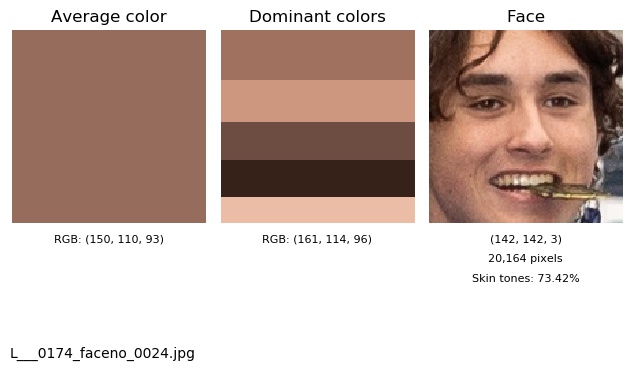 Average color
Dominant colors
Face
RGB: (150, 110, 93)
RGB: (161, 114, 96)
(142, 142, 3)
20,164 pixels
Skin tones: 73.42%
L___0174_faceno_0024.jpg